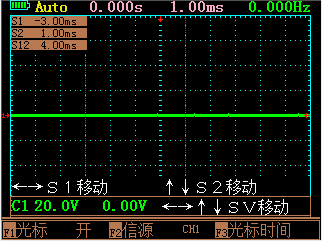 Auto 0.000s 1.00ms 0.000Hz
S1 -3.00ms
S2 1.00ms
S12 4.00ms
1
←→S1移动 ↑↓S2移动
C1 20.0V 0.00V ←→↑↓SV移动
F1光标 开 F2信源 CH1 F3光标时间